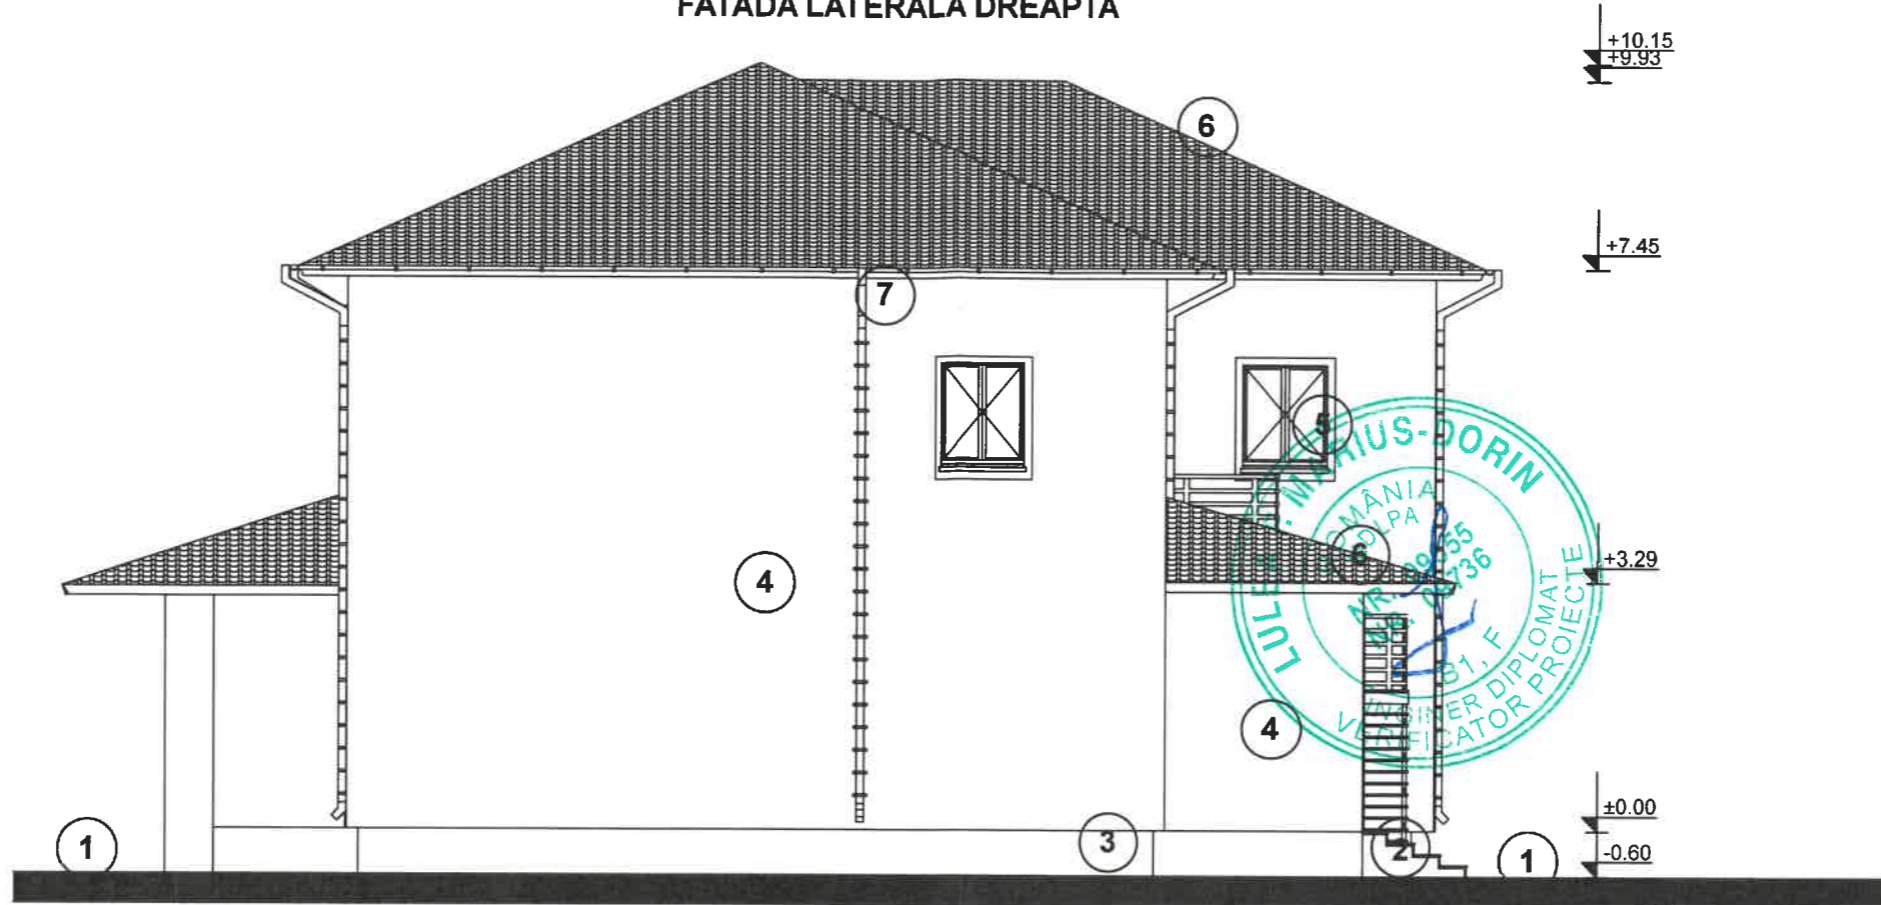 FATADA LATERALA DREAPTA
+10.15
+9.93
6
+7.45
7
5
MARIUS-DORIN
ROMÂNIA
6
+3.29
4
B1, F
INGINER DIPLOMAT
VERIFICATOR PROIECTE
4
±0.00
1
3
2
1
-0.60